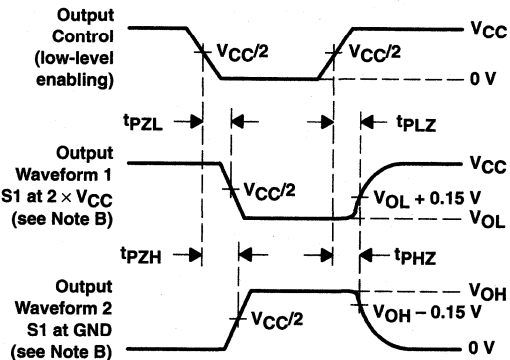 Output
Control
(low-level
enabling)
VCC/2
VCC/2
VCC
0 V
tPZL
tPLZ
Output
Waveform 1
S1 at 2 × VCC
(see Note B)
VCC/2
VCC
VOL + 0.15 V
VOL
tPZH
tPHZ
Output
Waveform 2
S1 at GND
(see Note B)
VCC/2
VOH
VOH − 0.15 V
0 V